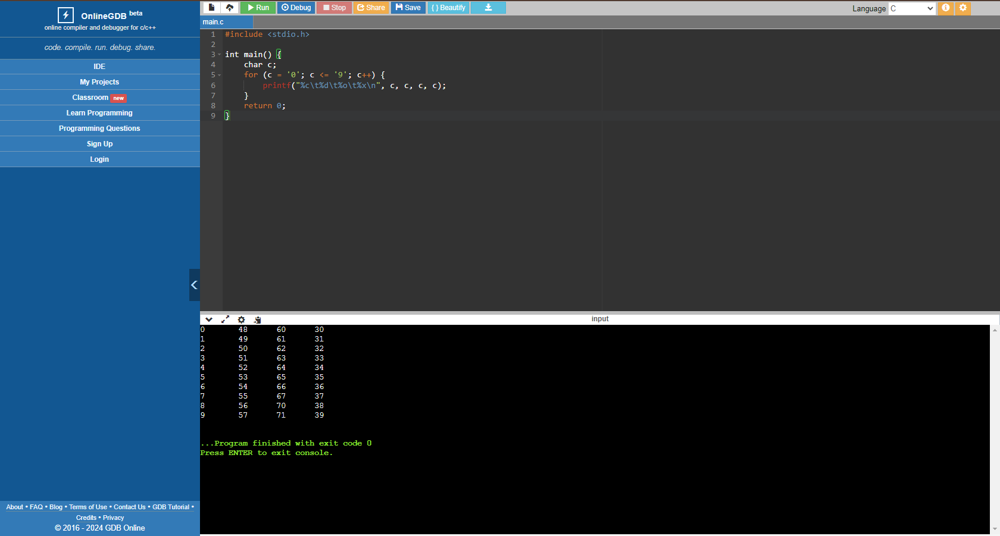 OnlineGDB beta
online compiler and debugger for c/c++
code. compile. run. debug. share.
IDE
My Projects
Classroom new
Learn Programming
Programming Questions
Sign Up
Login
About • FAQ • Blog • Terms of Use • Contact Us • GDB Tutorial •
Credits • Privacy
© 2016 - 2024 GDB Online
Run Debug Stop Share Save { } Beautify
Language C
main.c
1 #include <stdio.h>
2
3 int main() {
4 char c;
5 for (c = '0'; c <= '9'; c++) {
6 printf("%c\t%d\t%o\t%x\n", c, c, c, c);
7 }
8 return 0;
9 }
input
0 48 60 30
1 49 61 31
2 50 62 32
3 51 63 33
4 52 64 34
5 53 65 35
6 54 66 36
7 55 67 37
8 56 70 38
9 57 71 39
...Program finished with exit code 0
Press ENTER to exit console.